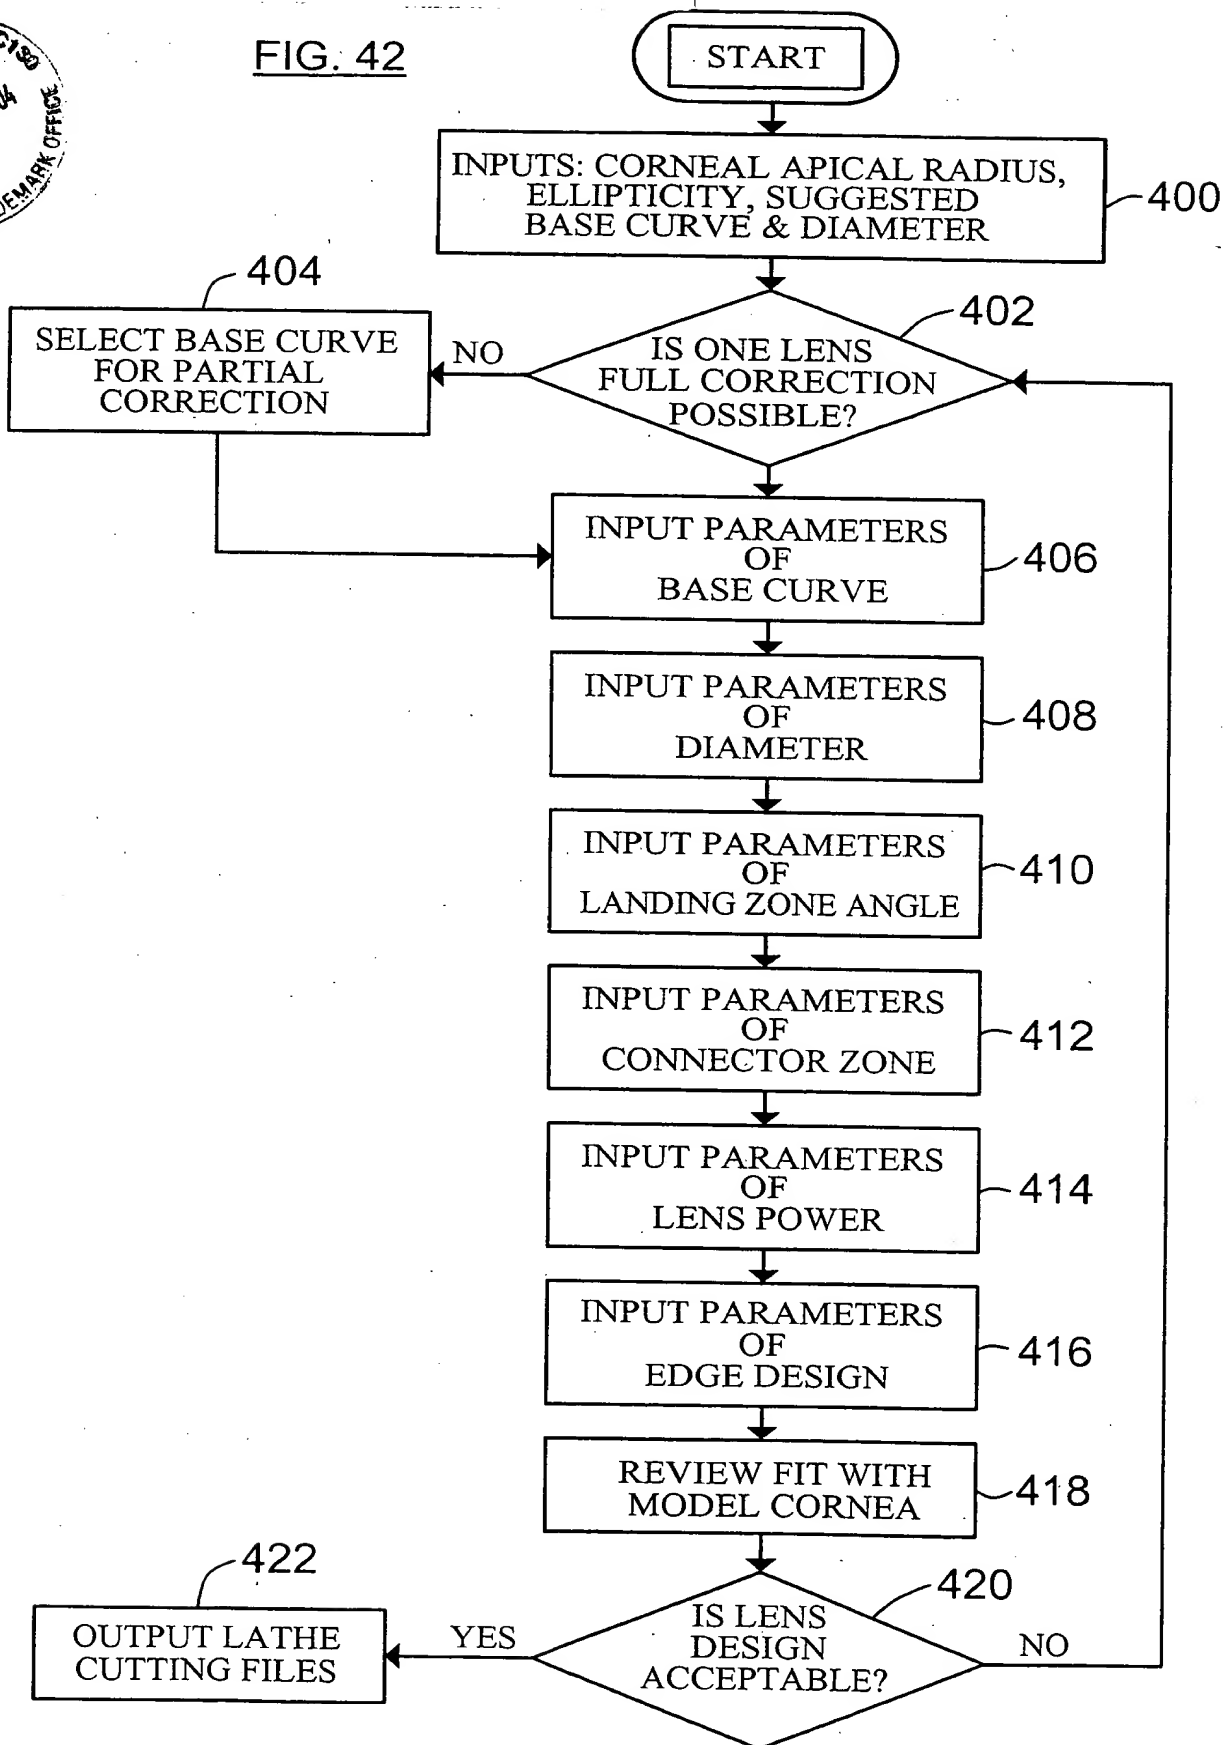 FIG. 42
START
INPUTS: CORNEAL APICAL RADIUS,
ELLIPTICITY, SUGGESTED
BASE CURVE & DIAMETER
400
404
402
SELECT BASE CURVE
FOR PARTIAL
CORRECTION
NO
IS ONE LENS
FULL CORRECTION
POSSIBLE?
INPUT PARAMETERS
OF
BASE CURVE
406
INPUT PARAMETERS
OF
DIAMETER
408
INPUT PARAMETERS
OF
LANDING ZONE ANGLE
410
INPUT PARAMETERS
OF
CONNECTOR ZONE
412
INPUT PARAMETERS
OF
LENS POWER
414
INPUT PARAMETERS
OF
EDGE DESIGN
416
REVIEW FIT WITH
MODEL CORNEA
418
422
420
OUTPUT LATHE
CUTTING FILES
YES
IS LENS
DESIGN
ACCEPTABLE?
NO
OFFICE